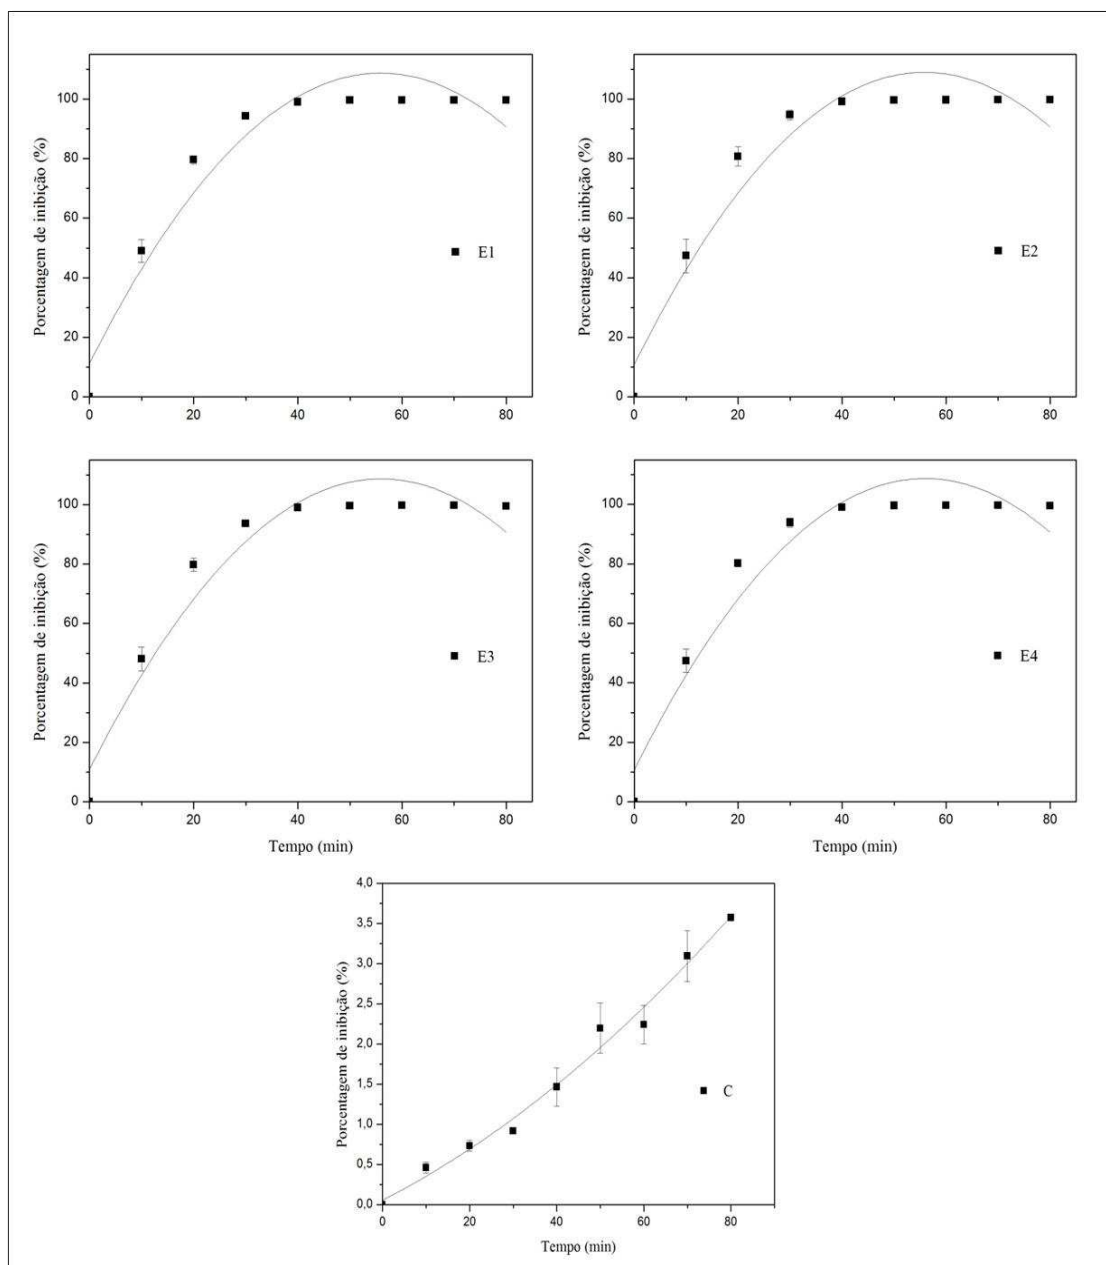 100
80
60
40
20
0
Porcentagem de inibição (%)
E1
0 20 40 60 80
100
80
60
40
20
0
Porcentagem de inibição (%)
E2
0 20 40 60 80
100
80
60
40
20
0
Porcentagem de inibição (%)
E3
0 20 40 60 80
Tempo (min)
100
80
60
40
20
0
Porcentagem de inibição (%)
E4
0 20 40 60 80
Tempo (min)
4,0
3,5
3,0
2,5
2,0
1,5
1,0
0,5
0,0
Porcentagem de inibição (%)
C
0 20 40 60 80
Tempo (min)